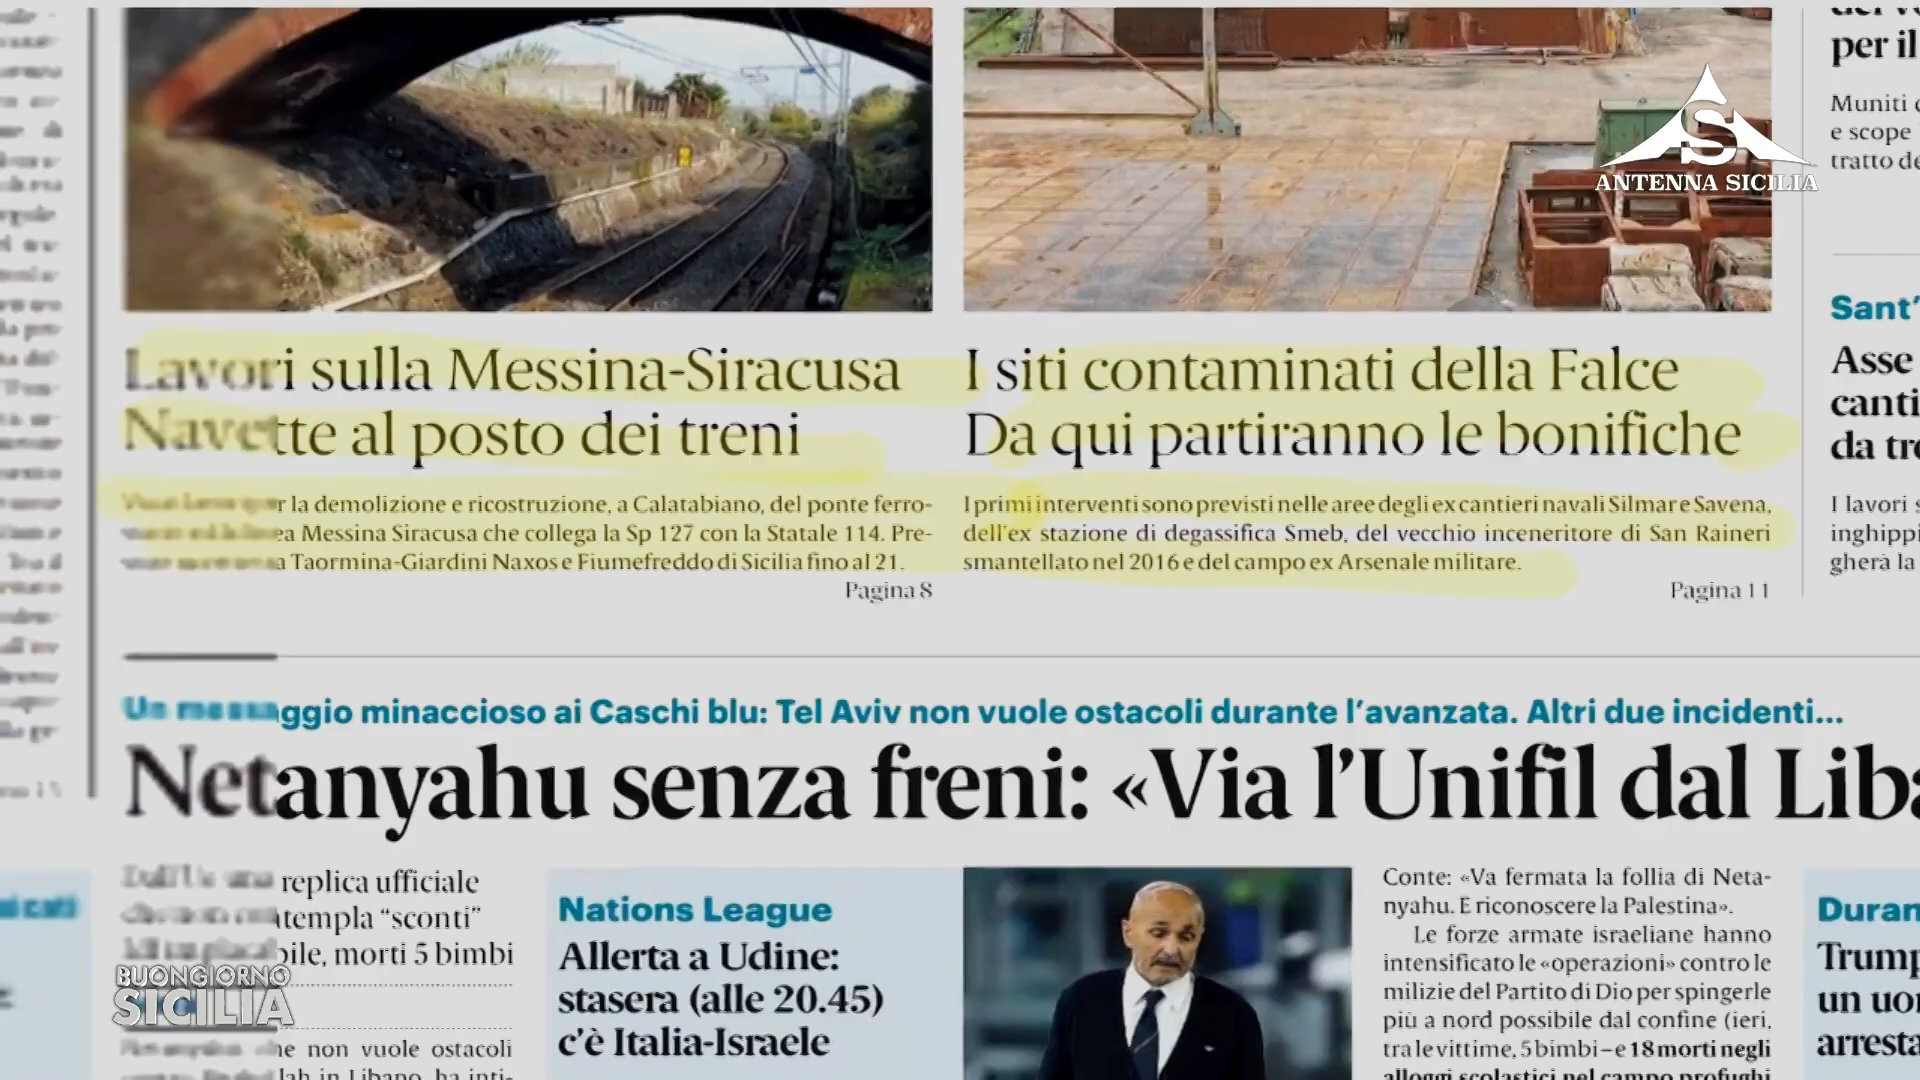 per il
Muniti
e scope
tratto de
ANTENNA SICILIA
Lavori sulla Messina-Siracusa
Navette al posto dei treni
r la demolizione e ricostruzione, a Calatabiano, del ponte ferro-
Messina Siracusa che collega la Sp 127 con la Statale 114. Pre-
Taormina-Giardini Naxos e Fiumefreddo di Sicilia fino al 21.
Pagina 8
I siti contaminati della Falce
Da qui partiranno le bonifiche
I primi interventi sono previsti nelle aree degli ex cantieri navali Silmar e Savena,
dell'ex stazione di degassifica Smeb, del vecchio inceneritore di San Raineri
smantellato nel 2016 e del campo ex Arsenale militare.
Pagina 11
Sant'
Asse
canti
da tr
I lavori s
inghippi
gherà la
Un messaggio minaccioso ai Caschi blu: Tel Aviv non vuole ostacoli durante l'avanzata. Altri due incidenti...
Netanyahu senza freni: «Via l'Unifil dal Liba
replica ufficiale
templa "sconti"
bile, morti 5 bimbi
he non vuole ostacoli
lah in Libano, ha inti-
Nations League
Allerta a Udine:
stasera (alle 20.45)
c'è Italia-Israele
Conte: «Va fermata la follia di Neta-
nyahu. E riconoscere la Palestina».
Le forze armate israeliane hanno
intensificato le «operazioni» contro le
milizie del Partito di Dio per spingerle
più a nord possibile dal confine (ieri,
tra le vittime, 5 bimbi – e 18 morti negli
alloggi scolastici nel campo profughi
Duran
Trump
un uo
arresta
BUONGIORNO
SICILIA